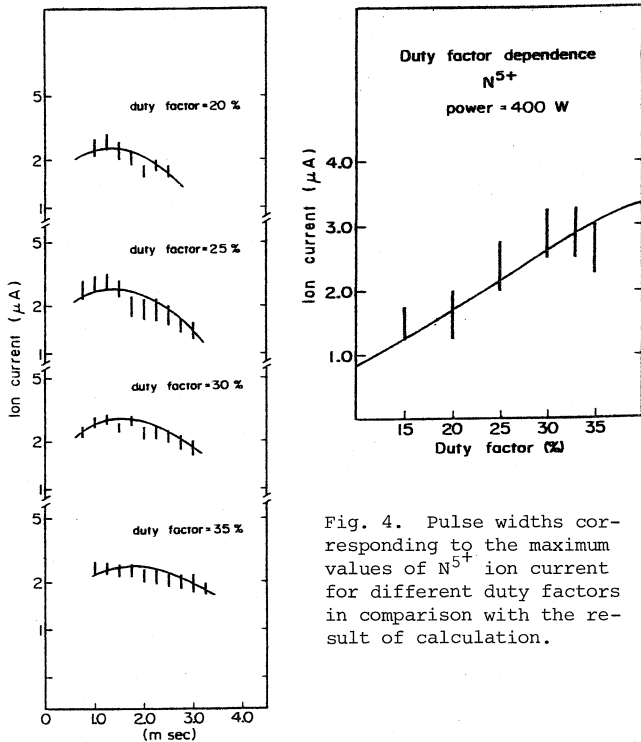 duty factor = 20 %
5
2
1
duty factor = 25 %
5
2
1
duty factor = 30 %
5
2
1
duty factor = 35 %
5
2
1
Ion current (μA)
0 1.0 2.0 3.0 4.0
(m sec)
Duty factor dependence
N5+
power = 400 W
Ion current (μA)
4.0
3.0
2.0
1.0
15 20 25 30 35
Duty factor (%)
Fig. 4. Pulse widths cor-
responding to the maximum
values of N5+ ion current
for different duty factors
in comparison with the re-
sult of calculation.